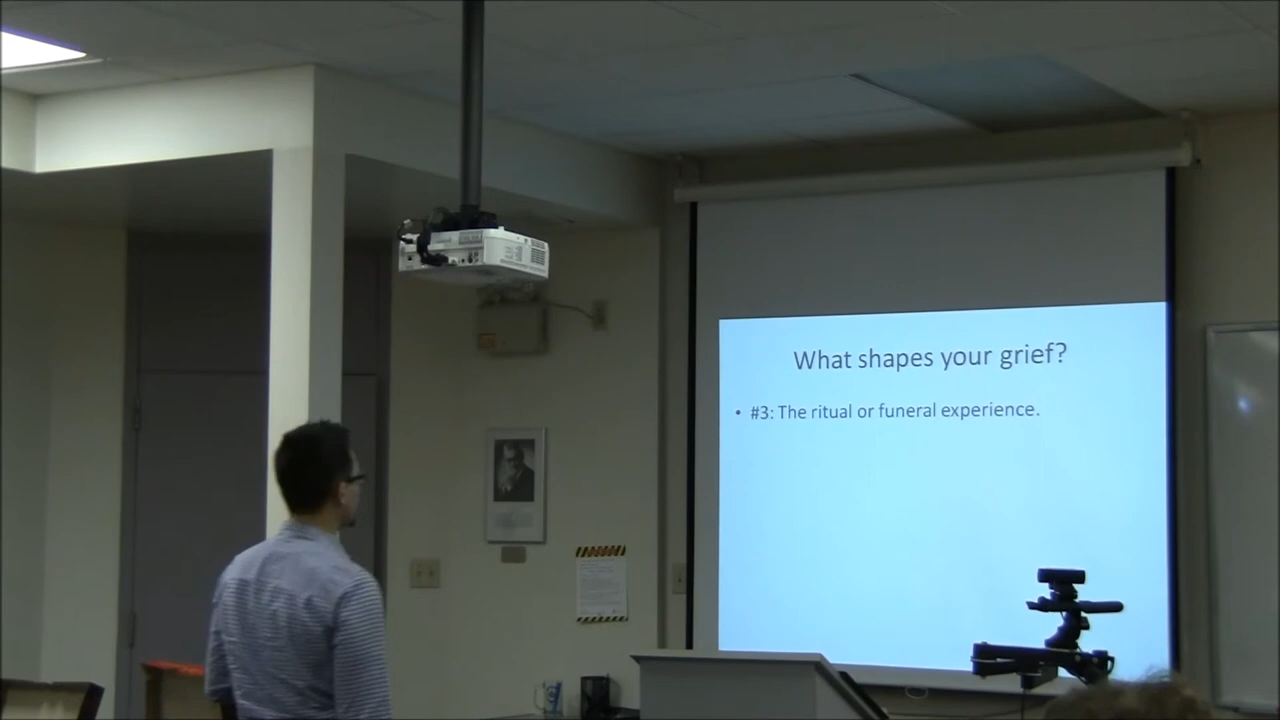 What shapes your grief?
• #3: The ritual or funeral experience.